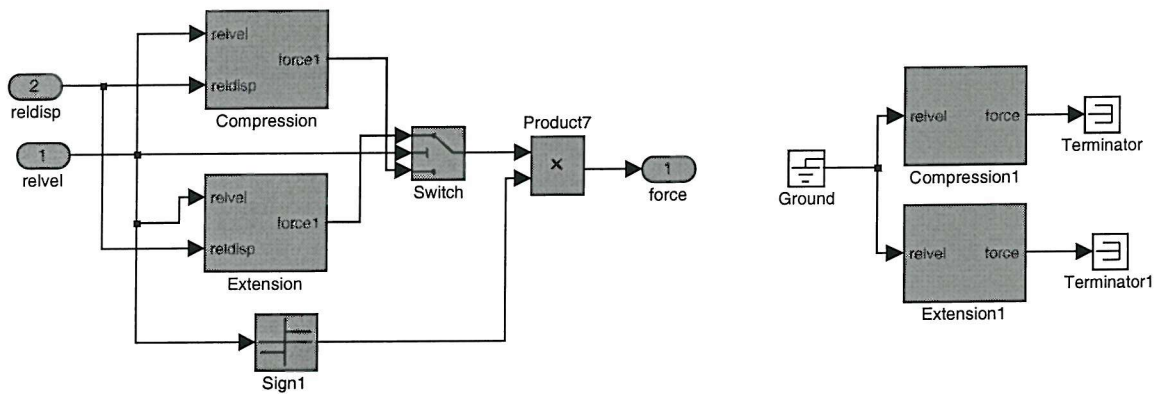 relvel
force1
reldisp
Compression
2
reldisp
1
relvel
relvel
force1
reldisp
Extension
Switch
Product7
×
1
force
Sign1
Ground
relvel
force
Compression1
Terminator
relvel
force
Extension1
Terminator1